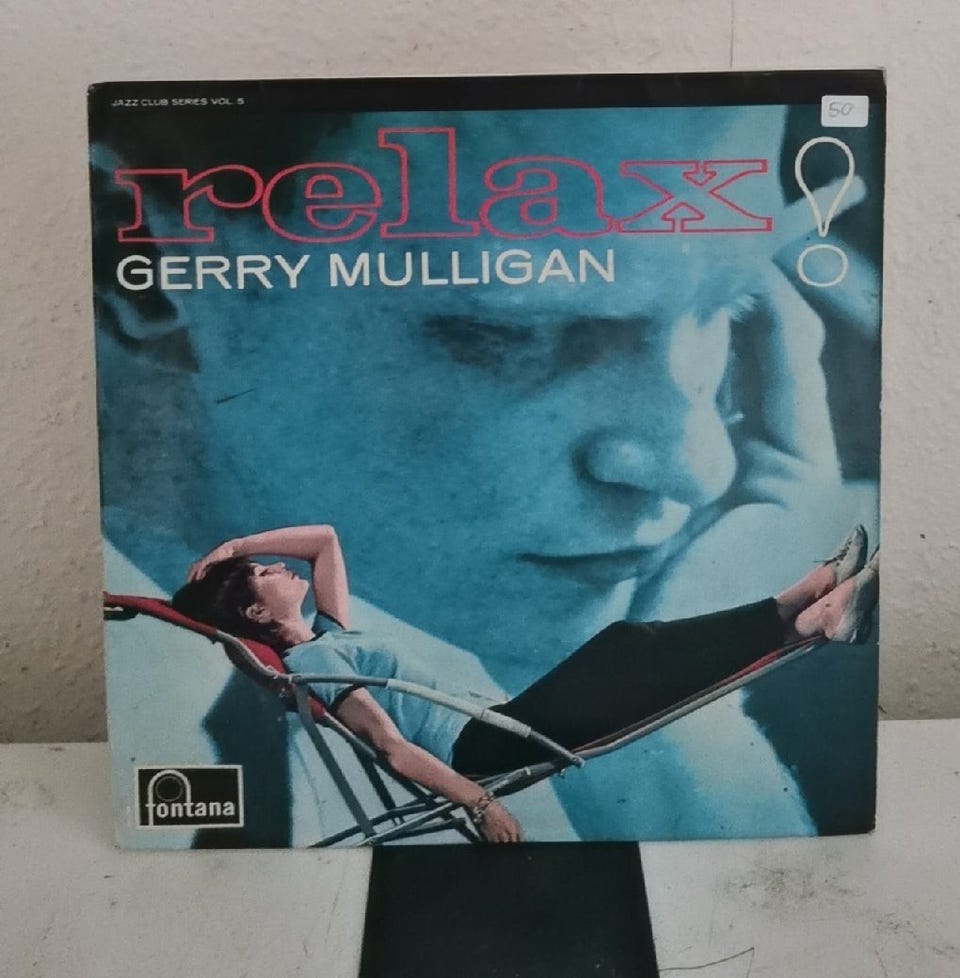 JAZZ CLUB SERIES VOL. 5
50
relax!
GERRY MULLIGAN
fontana